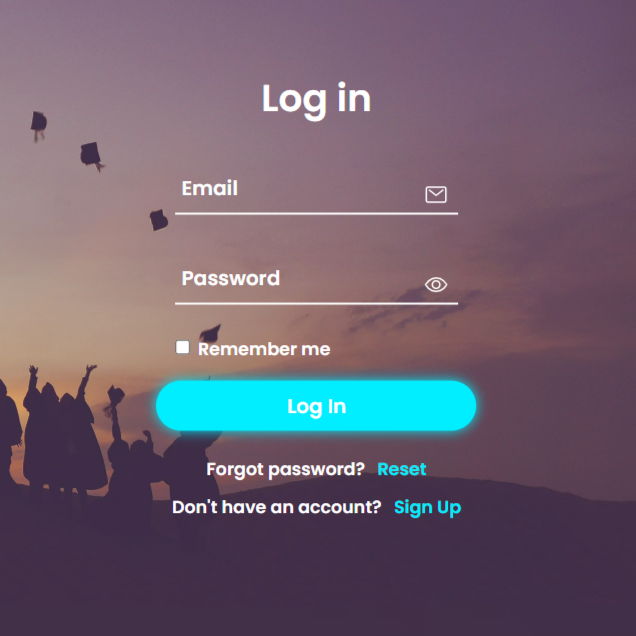 Log in
Email
Password
Remember me
Log In
Forgot password? Reset
Don't have an account? Sign Up